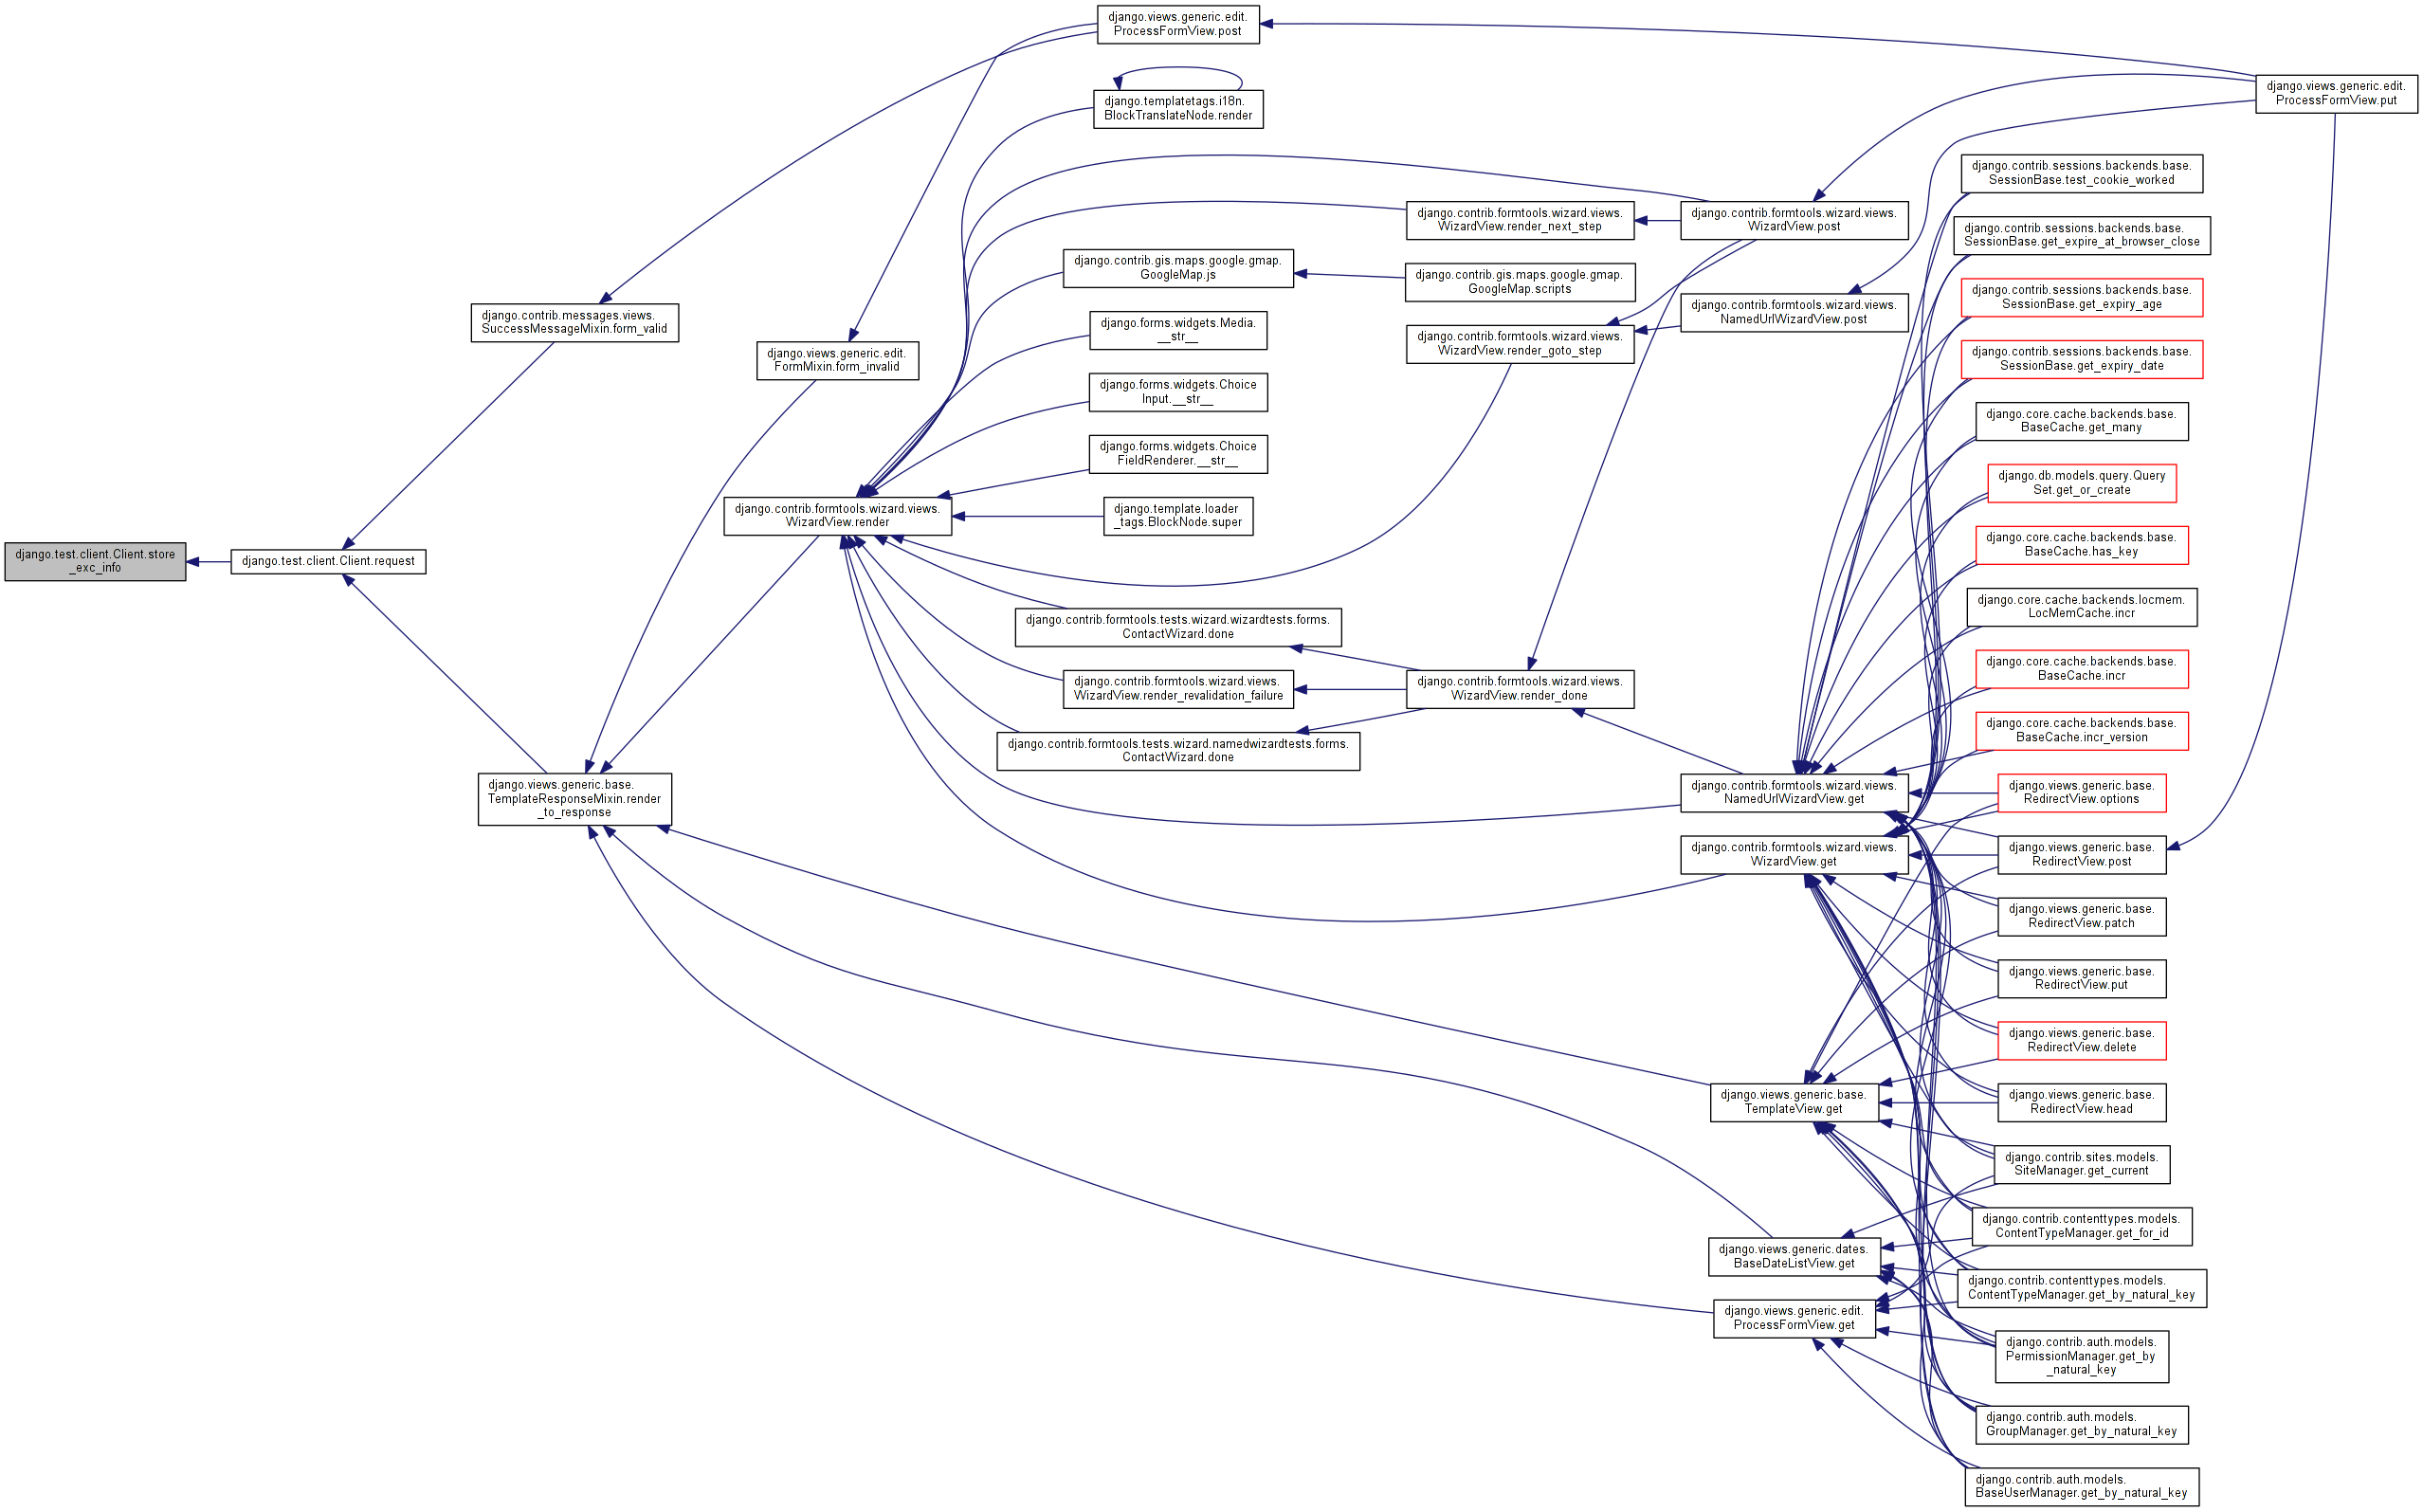 django.test.client.Client.store
_exc_info
django.test.client.Client.request
django.contrib.messages.views.
SuccessMessageMixin.form_valid
django.views.generic.base.
TemplateResponseMixin.render
_to_response
django.views.generic.edit.
FormMixin.form_invalid
django.contrib.formtools.wizard.views.
WizardView.render
django.views.generic.edit.
ProcessFormView.post
django.templatetags.i18n.
BlockTranslateNode.render
django.contrib.gis.maps.google.gmap.
GoogleMap.js
django.forms.widgets.Media.
__str__
django.forms.widgets.Choice
Input.__str__
django.forms.widgets.Choice
FieldRenderer.__str__
django.template.loader
_tags.BlockNode.super
django.contrib.formtools.tests.wizard.wizardtests.forms.
ContactWizard.done
django.contrib.formtools.wizard.views.
WizardView.render_revalidation_failure
django.contrib.formtools.tests.wizard.namedwizardtests.forms.
ContactWizard.done
django.contrib.formtools.wizard.views.
WizardView.render_next_step
django.contrib.gis.maps.google.gmap.
GoogleMap.scripts
django.contrib.formtools.wizard.views.
WizardView.render_goto_step
django.contrib.formtools.wizard.views.
WizardView.render_done
django.contrib.formtools.wizard.views.
WizardView.post
django.contrib.formtools.wizard.views.
NamedUrlWizardView.post
django.contrib.formtools.wizard.views.
NamedUrlWizardView.get
django.contrib.formtools.wizard.views.
WizardView.get
django.views.generic.base.
TemplateView.get
django.views.generic.dates.
BaseDateListView.get
django.views.generic.edit.
ProcessFormView.get
django.views.generic.edit.
ProcessFormView.put
django.contrib.sessions.backends.base.
SessionBase.test_cookie_worked
django.contrib.sessions.backends.base.
SessionBase.get_expire_at_browser_close
django.contrib.sessions.backends.base.
SessionBase.get_expiry_age
django.contrib.sessions.backends.base.
SessionBase.get_expiry_date
django.core.cache.backends.base.
BaseCache.get_many
django.db.models.query.Query
Set.get_or_create
django.core.cache.backends.base.
BaseCache.has_key
django.core.cache.backends.locmem.
LocMemCache.incr
django.core.cache.backends.base.
BaseCache.incr
django.core.cache.backends.base.
BaseCache.incr_version
django.views.generic.base.
RedirectView.options
django.views.generic.base.
RedirectView.post
django.views.generic.base.
RedirectView.patch
django.views.generic.base.
RedirectView.put
django.views.generic.base.
RedirectView.delete
django.views.generic.base.
RedirectView.head
django.contrib.sites.models.
SiteManager.get_current
django.contrib.contenttypes.models.
ContentTypeManager.get_for_id
django.contrib.contenttypes.models.
ContentTypeManager.get_by_natural_key
django.contrib.auth.models.
PermissionManager.get_by
_natural_key
django.contrib.auth.models.
GroupManager.get_by_natural_key
django.contrib.auth.models.
BaseUserManager.get_by_natural_key